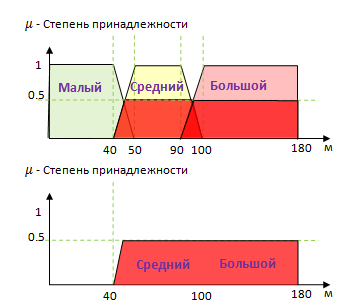 μ - Степень принадлежности
1
Малый Средний Большой
0.5
40 50 90 100 180 м
μ - Степень принадлежности
1
0.5
Средний Большой
40 100 180 м